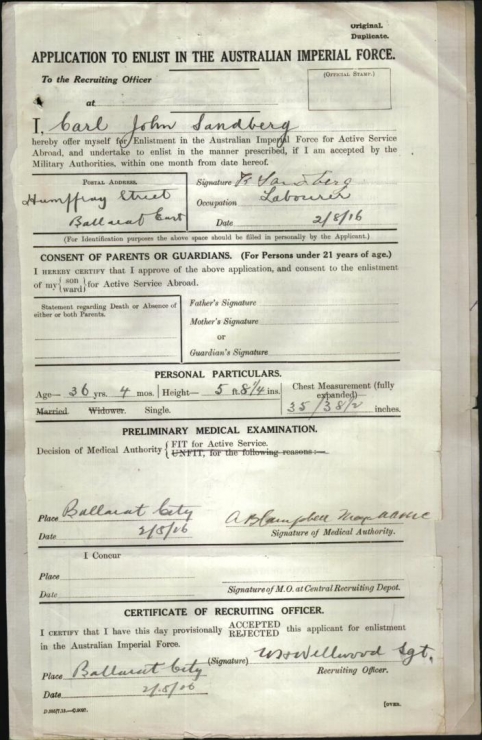 Original.
Duplicate.
APPLICATION TO ENLIST IN THE AUSTRALIAN IMPERIAL FORCE.
To the Recruiting Officer
at
(OFFICIAL STAMP.)
I, Carl John Sandberg
hereby offer myself for Enlistment in the Australian Imperial Force for Active Service
Abroad, and undertake to enlist in the manner prescribed, if I am accepted by the
Military Authorities, within one month from date hereof.
POSTAL ADDRESS.
Humffray Street
Ballarat East
Signature Sandberg
Occupation Labourer
Date 2/8/16
(For Identification purposes the above space should be filled in personally by the Applicant.)
CONSENT OF PARENTS OR GUARDIANS. (For Persons under 21 years of age.)
I HEREBY CERTIFY that I approve of the above application, and consent to the enlistment
of my { son ward } for Active Service Abroad.
Statement regarding Death or Absence of
either or both Parents.
Father's Signature
Mother's Signature
or
Guardian's Signature
PERSONAL PARTICULARS.
Age— 36 yrs. 4 mos. Height— 5 ft. 8 1/4 ins.
Chest Measurement (fully
expanded)—
35/38 1/2 inches.
Married. Widower. Single.
PRELIMINARY MEDICAL EXAMINATION.
Decision of Medical Authority { FIT for Active Service.
UNFIT, for the following reasons:—
Place Ballarat City
Date
A B Campbell Major AAMC
Signature of Medical Authority.
I Concur
Place
Date
Signature of M.O. at Central Recruiting Depot.
CERTIFICATE OF RECRUITING OFFICER.
I CERTIFY that I have this day provisionally ACCEPTED REJECTED this applicant for enlistment
in the Australian Imperial Force.
(Signature) Wellwood Sgt.
Recruiting Officer.
Place Ballarat City
Date
[OVER.